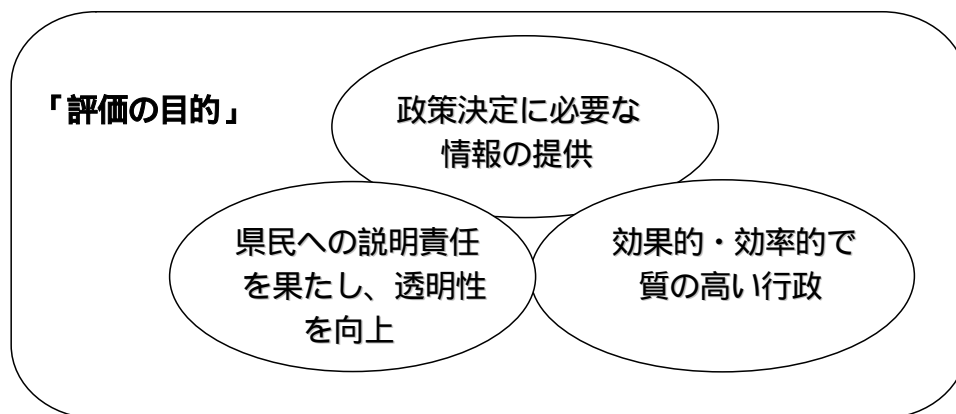 「評価の目的」
政策決定に必要な
情報の提供
県民への説明責任
を果たし、透明性
を向上
効果的・効率的で
質の高い行政